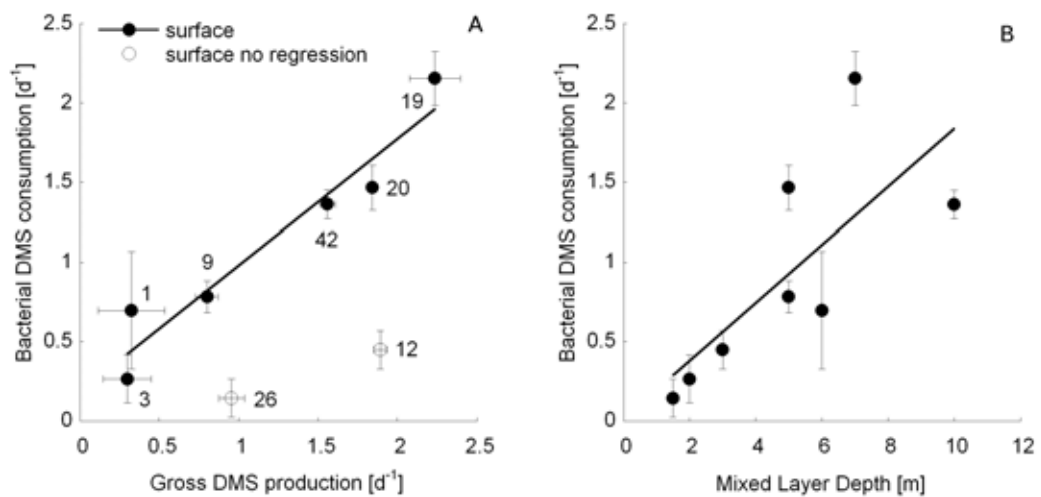 A
surface
surface no regression
2.5
2
1.5
1
0.5
0
Bacterial DMS consumption [d⁻¹]
19
20
42
9
1
12
3
26
0 0.5 1 1.5 2 2.5
Gross DMS production [d⁻¹]
B
2.5
2
1.5
1
0.5
0
Bacterial DMS consumption [d⁻¹]
0 2 4 6 8 10 12
Mixed Layer Depth [m]